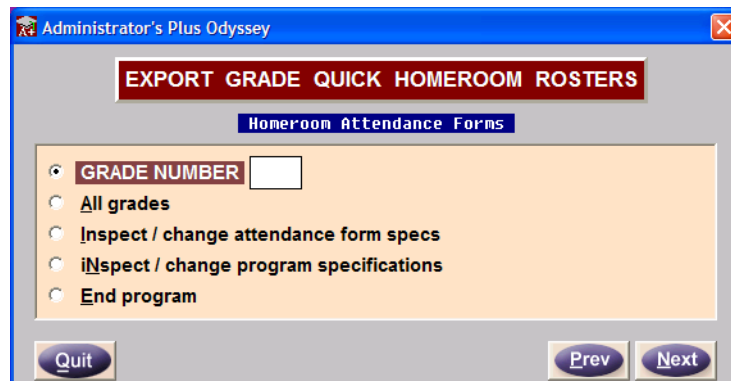 Administrator's Plus Odyssey
EXPORT GRADE QUICK HOMEROOM ROSTERS
Homeroom Attendance Forms
GRADE NUMBER
All grades
Inspect / change attendance form specs
iNspect / change program specifications
End program
Quit Prev Next